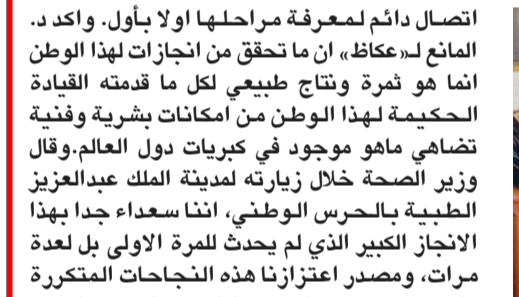 اتصال دائم لمعرفة مراحلها اولا بأول. واكد د.
المانع لـ«عكاظ» ان ما تحقق من انجازات لهذا الوطن
انما هو ثمرة ونتاج طبيعي لكل ما قدمته القيادة
الحكيمة لهذا الوطن من امكانات بشرية وفنية
تضاهي ماهو موجود في كبريات دول العالم.وقال
وزير الصحة خلال زيارته لمدينة الملك عبدالعزيز
الطبية بالحرس الوطني، اننا سعداء جدا بهذا
الانجاز الكبير الذي لم يحدث للمرة الاولى بل لعدة
مرات، ومصدر اعتزازنا هذه النجاحات المتكررة